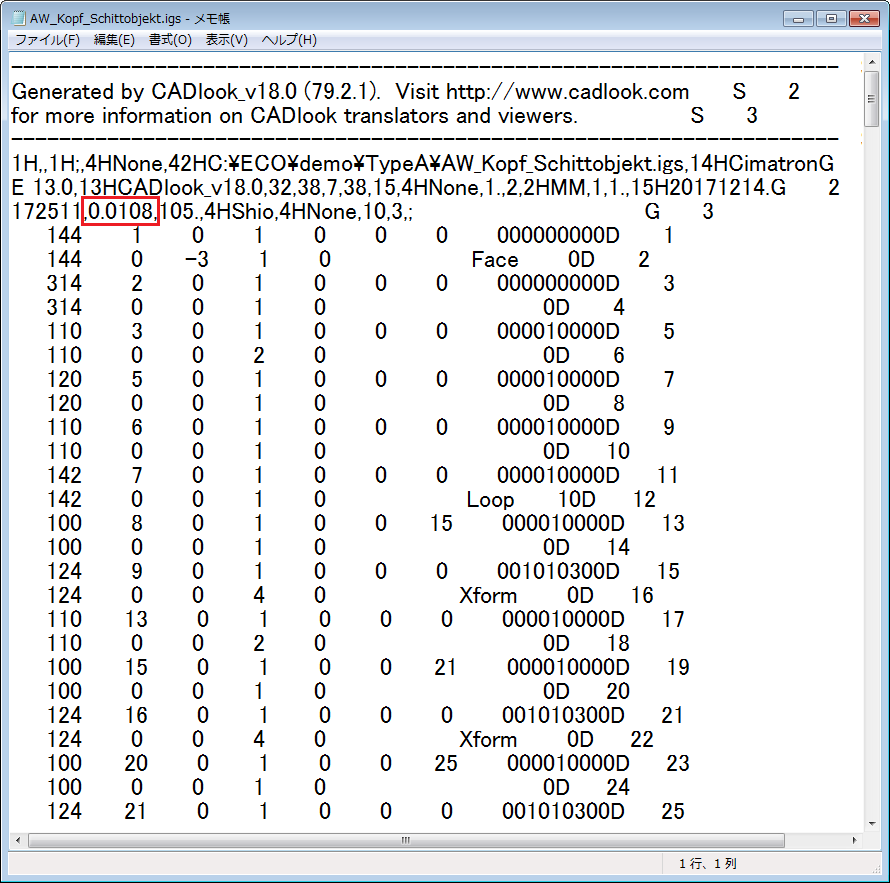 AW_Kopf_Schittobjekt.igs - メモ帳
ファイル(F) 編集(E) 書式(O) 表示(V) ヘルプ(H)
---------------------------------------------------------------------
Generated by CADlook_v18.0 (79.2.1). Visit http://www.cadlook.com S 2
for more information on CADlook translators and viewers. S 3
---------------------------------------------------------------------
1H,,1H;,4HNone,42HC:¥ECO¥demo¥TypeA¥AW_Kopf_Schittobjekt.igs,14HCimatronG
E 13.0,13HCADlook_v18.0,32,38,7,38,15,4HNone,1.,2,2HMM,1,1.,15H20171214.G 2
172511,0.0108,105.,4HShio,4HNone,10,3,; G 3
144 1 0 1 0 0 0 000000000D 1
144 0 -3 1 0 Face 0D 2
314 2 0 1 0 0 0 000000000D 3
314 0 0 1 0 0D 4
110 3 0 1 0 0 0 000010000D 5
110 0 0 2 0 0D 6
120 5 0 1 0 0 0 000010000D 7
120 0 0 1 0 0D 8
110 6 0 1 0 0 0 000010000D 9
110 0 0 1 0 0D 10
142 7 0 1 0 0 0 000010000D 11
142 0 0 1 0 Loop 10D 12
100 8 0 1 0 0 15 000010000D 13
100 0 0 1 0 0D 14
124 9 0 1 0 0 0 001010300D 15
124 0 0 4 0 Xform 0D 16
110 13 0 1 0 0 0 000010000D 17
110 0 0 2 0 0D 18
100 15 0 1 0 0 21 000010000D 19
100 0 0 1 0 0D 20
124 16 0 1 0 0 0 001010300D 21
124 0 0 4 0 Xform 0D 22
100 20 0 1 0 0 25 000010000D 23
100 0 0 1 0 0D 24
124 21 0 1 0 0 0 001010300D 25
1 行、1 列